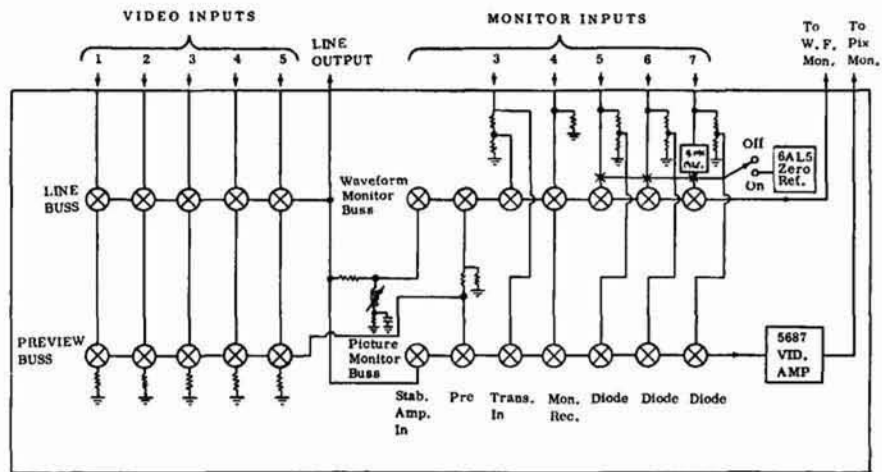 VIDEO INPUTS
1 2 3 4 5
LINE
OUTPUT
MONITOR INPUTS
3 4 5 6 7
To
W. F.
Mon.
To
Pix
Mon.
LINE
BUSS
Waveform
Monitor
Buss
Off
On
6AL5
Zero
Ref.
PREVIEW
BUSS
Picture
Monitor
Buss
5687
VID.
AMP
Stab.
Amp.
In
Pre
Trans.
In
Mon.
Rec.
Diode
Diode
Diode